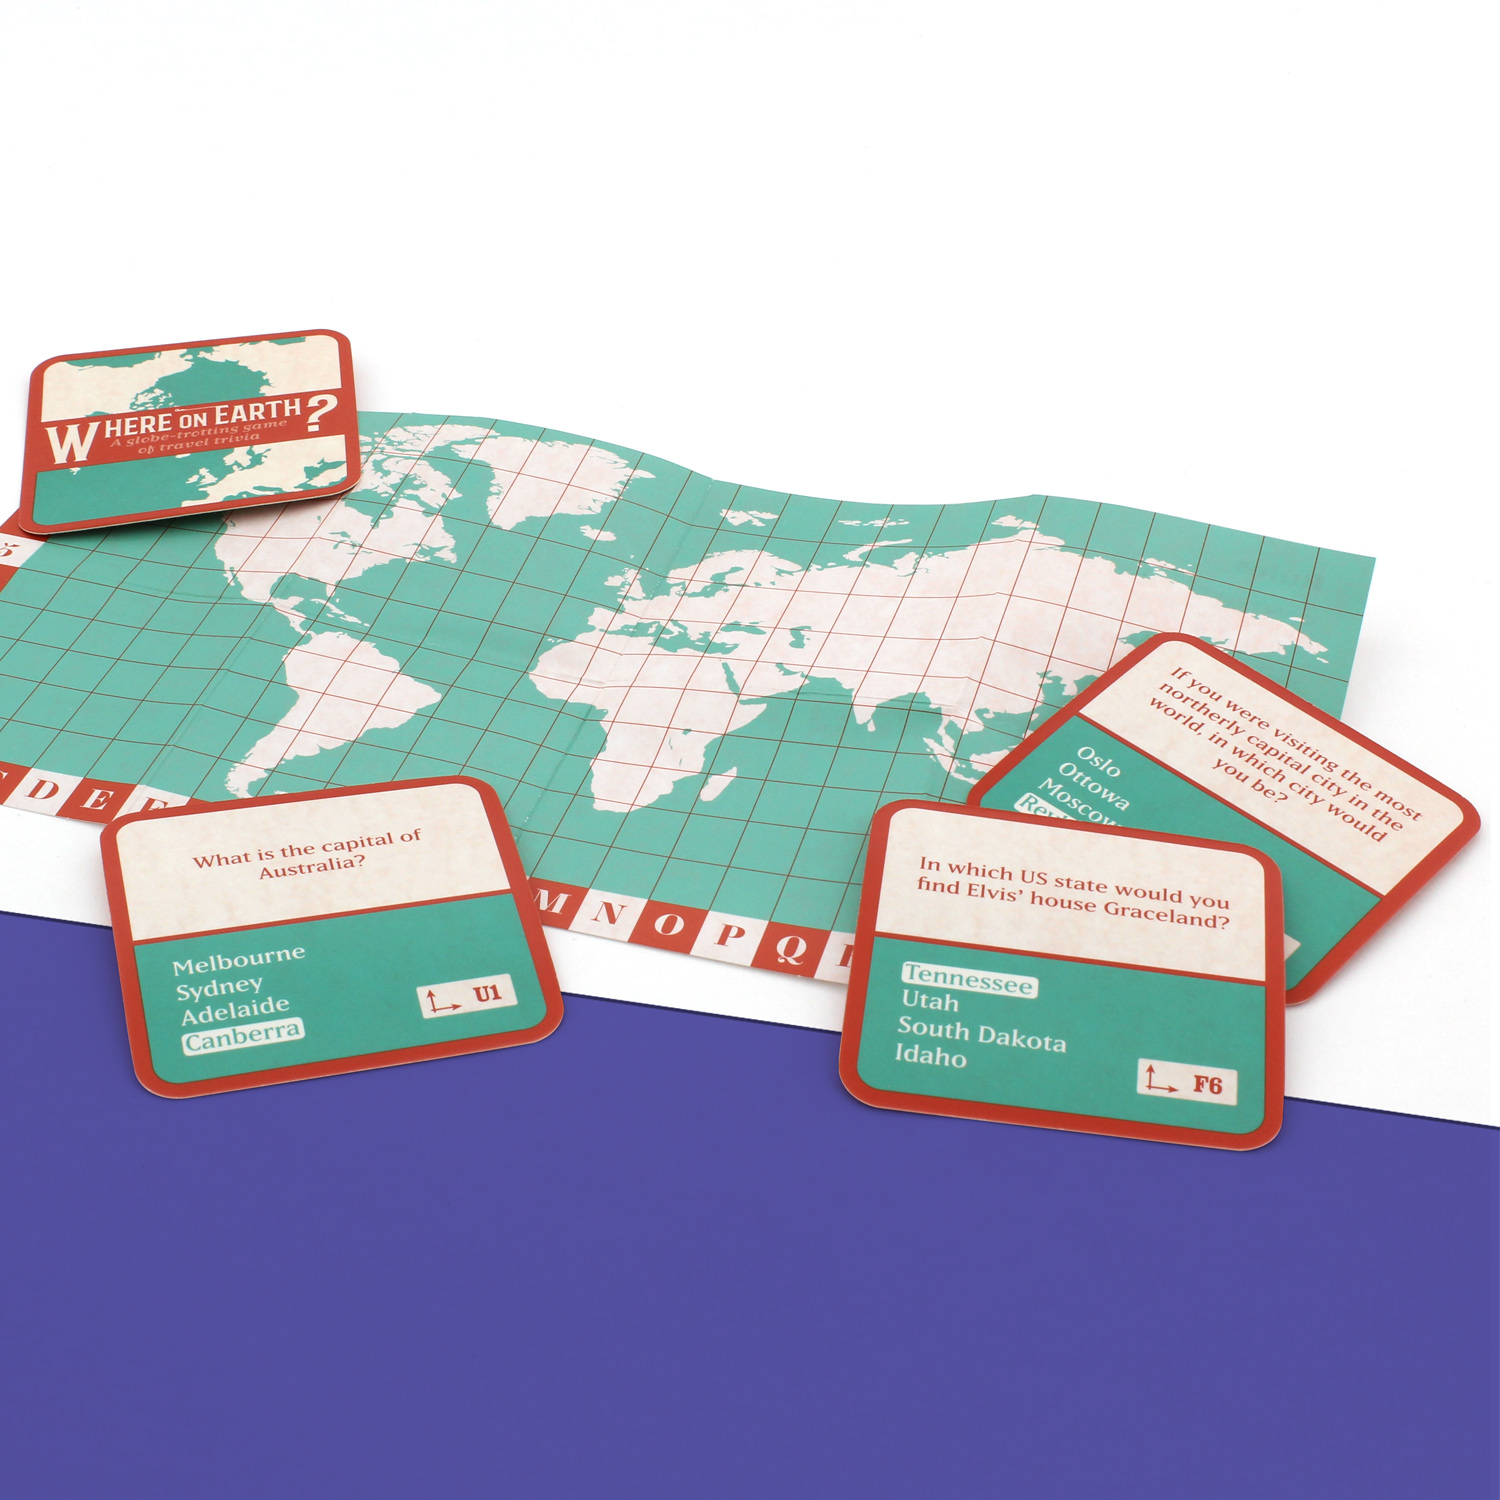 WHERE ON EARTH?
A globe-trotting game
of travel trivia
5
D E F
M N O P Q
What is the capital of
Australia?
Melbourne
Sydney
Adelaide
Canberra
U1
If you were visiting the most
northerly capital city in the
world, in which city would
you be?
Oslo
Ottowa
Moscow
In which US state would you
find Elvis' house Graceland?
Tennessee
Utah
South Dakota
Idaho
F6